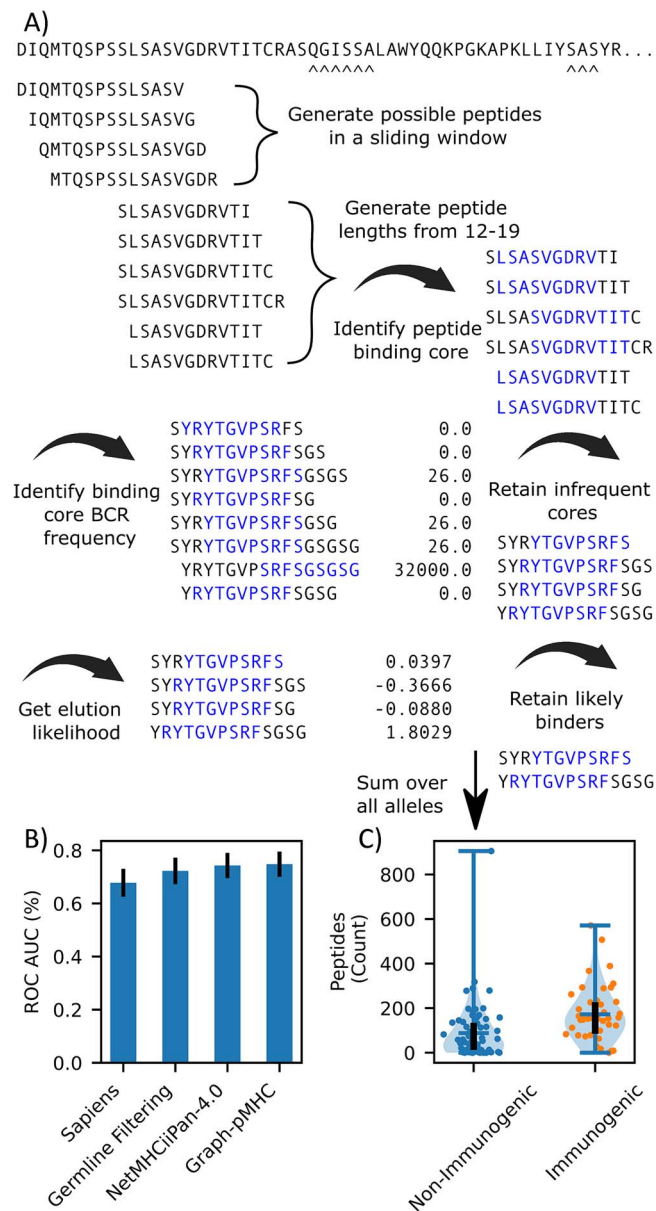 A)
DIQMTQSPSSLSASVGDRVTITCRASQGISSALAWYQQKPGKAPKLLIYSASYR...
^^^^^^ ^^^
DIQMTQSPSSLSASV
IQMTQSPSSLSASVG
QMTQSPSSLSASVGD
MTQSPSSLSASVGDR
Generate possible peptides
in a sliding window
SLSASVGDRVTI
SLSASVGDRVTIT
SLSASVGDRVTITC
SLSASVGDRVTITCR
LSASVGDRVTIT
LSASVGDRVTITC
Generate peptide
lengths from 12-19
Identify peptide
binding core
SLSASVGDRVTI
SLSASVGDRVTIT
SLSASVGDRVTITC
SLSASVGDRVTITCR
LSASVGDRVTIT
LSASVGDRVTITC
Identify binding
core BCR
frequency
SYRYTGVPSRFS 0.0
SYRYTGVPSRFSGS 0.0
SYRYTGVPSRFSGSGS 26.0
SYRYTGVPSRFSG 0.0
SYRYTGVPSRFSGSG 26.0
SYRYTGVPSRFSGSGSG 26.0
YRYTGVPSRFSGSGSG 32000.0
YRYTGVPSRFSGSG 0.0
Retain infrequent
cores
SYRYTGVPSRFS
SYRYTGVPSRFSGS
SYRYTGVPSRFSG
YRYTGVPSRFSGSG
Get elution
likelihood
SYRYTGVPSRFS 0.0397
SYRYTGVPSRFSGS -0.3666
SYRYTGVPSRFSG -0.0880
YRYTGVPSRFSGSG 1.8029
Retain likely
binders
SYRYTGVPSRFS
YRYTGVPSRFSGSG
Sum over
all alleles
B)
ROC AUC (%)
0.8
0.6
0.4
0.2
0.0
Sapiens
Germline Filtering
NetMHCiiPan-4.0
Graph-pMHC
C)
Peptides
(Count)
800
600
400
200
0
Non-Immunogenic
Immunogenic